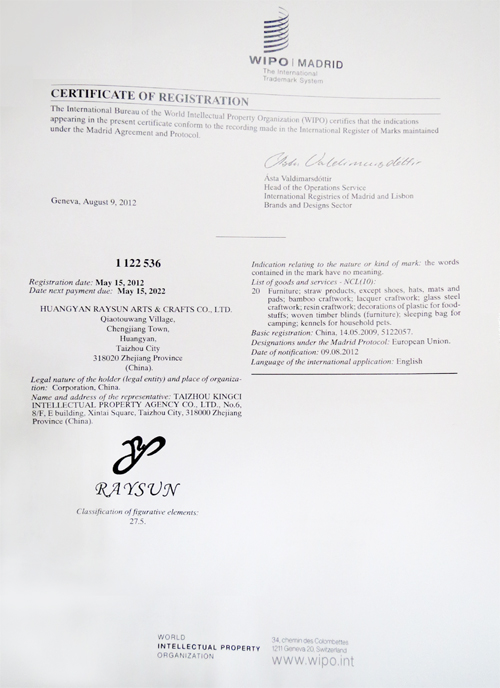 WIPO | MADRID
The International
Trademark System
CERTIFICATE OF REGISTRATION
The International Bureau of the World Intellectual Property Organization (WIPO) certifies that the indications
appearing in the present certificate conform to the recording made in the International Register of Marks maintained
under the Madrid Agreement and Protocol.
Asta Valdimarsdóttir
Ásta Valdimarsdóttir
Head of the Operations Service
International Registries of Madrid and Lisbon
Brands and Designs Sector
Geneva, August 9, 2012
1 122 536
Registration date: May 15, 2012
Date next payment due: May 15, 2022
HUANGYAN RAYSUN ARTS & CRAFTS CO., LTD.
Qiaotouwang Village,
Chengjiang Town,
Huangyan,
Taizhou City
318020 Zhejiang Province
(China).
Legal nature of the holder (legal entity) and place of organiza-
tion: Corporation, China.
Name and address of the representative: TAIZHOU KINGCI
INTELLECTUAL PROPERTY AGENCY CO., LTD., No.6,
8/F, E building, Xintai Square, Taizhou City, 318000 Zhejiang
Province (China).
RAYSUN
Classification of figurative elements:
27.5.
Indication relating to the nature or kind of mark: the words
contained in the mark have no meaning.
List of goods and services - NCL(10):
20 Furniture; straw products, except shoes, hats, mats and
pads; bamboo craftwork; lacquer craftwork; glass steel
craftwork; resin craftwork; decorations of plastic for food-
stuffs; woven timber blinds (furniture); sleeping bag for
camping; kennels for household pets.
Basic registration: China, 14.05.2009, 5122057.
Designations under the Madrid Protocol: European Union.
Date of notification: 09.08.2012
Language of the international application: English
WORLD
INTELLECTUAL PROPERTY
ORGANIZATION
34, chemin des Colombettes
1211 Geneva 20, Switzerland
www.wipo.int